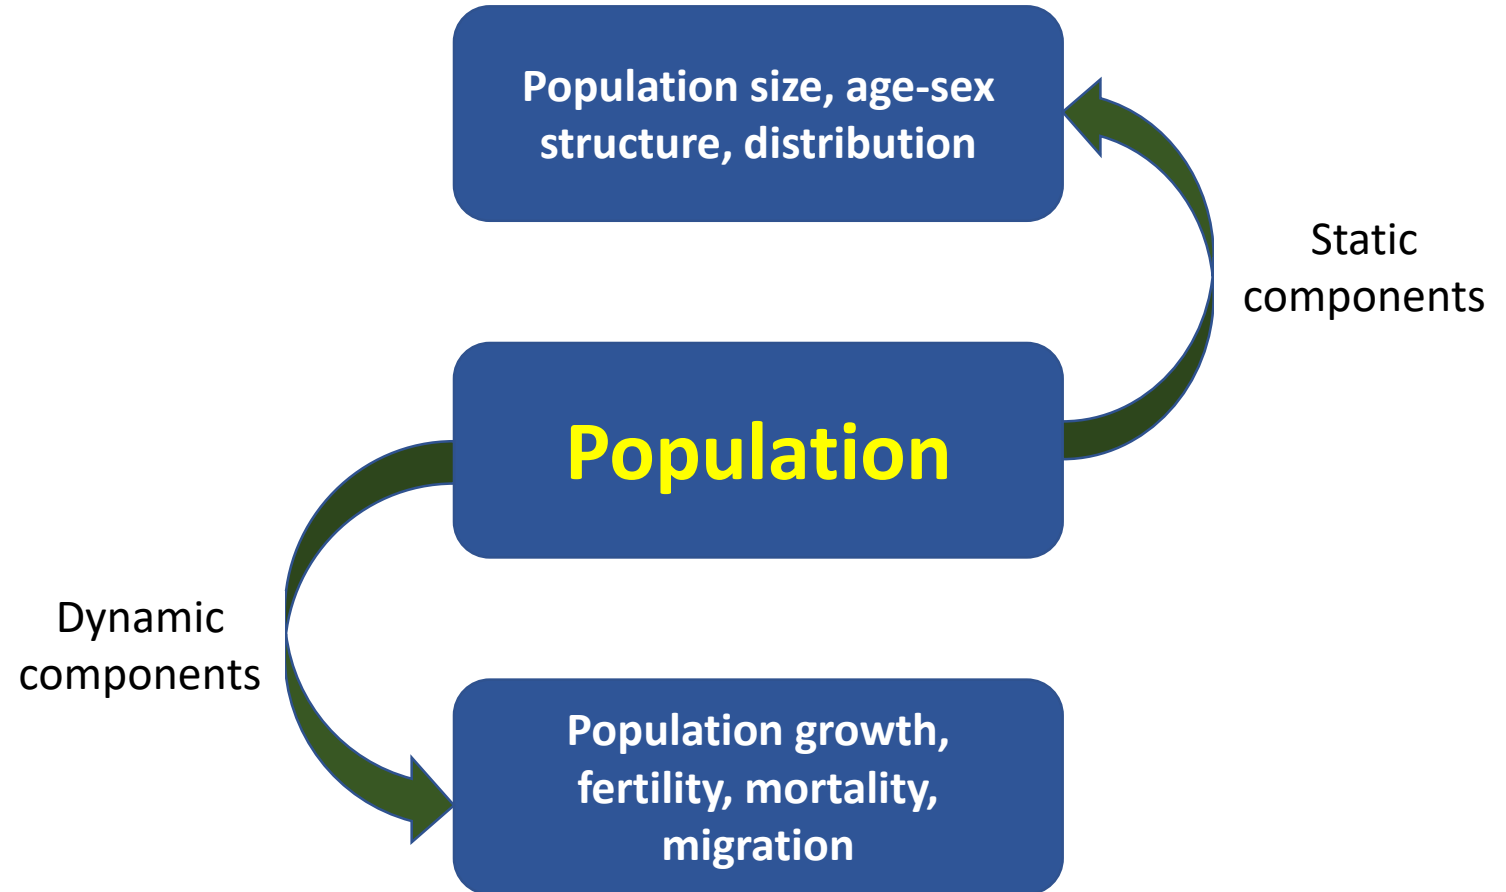 Population size, age-sex
structure, distribution
Static
components
Population
Dynamic
components
Population growth,
fertility, mortality,
migration